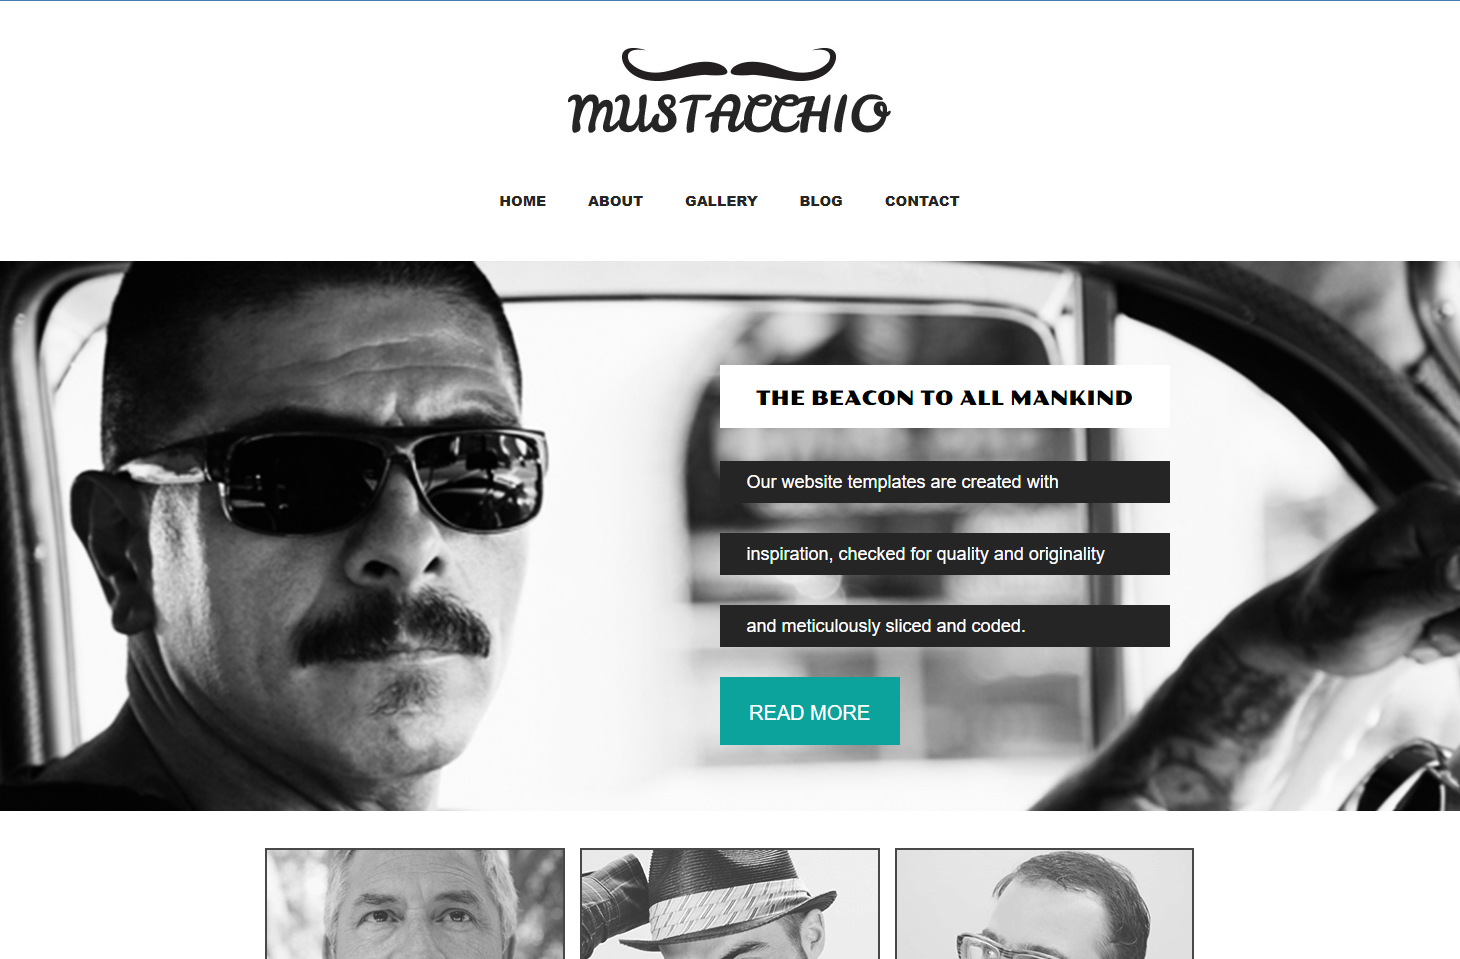 MUSTACCHIO
HOME ABOUT GALLERY BLOG CONTACT
THE BEACON TO ALL MANKIND
Our website templates are created with
inspiration, checked for quality and originality
and meticulously sliced and coded.
READ MORE